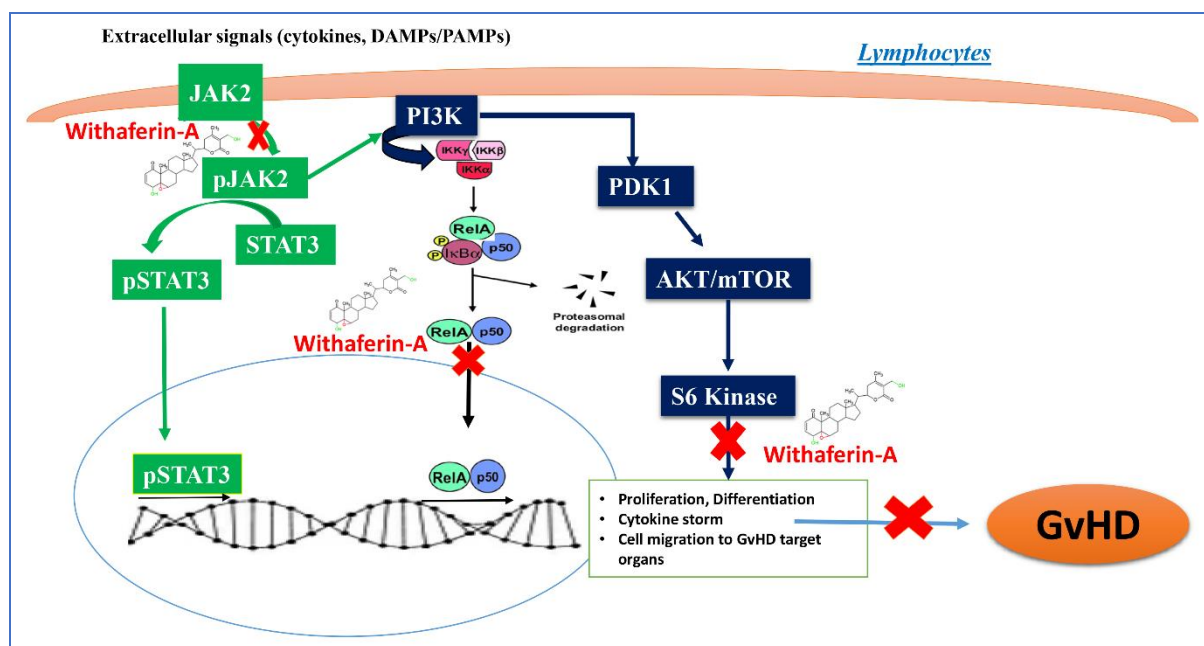 Extracellular signals (cytokines, DAMPs/PAMPs)
Lymphocytes
JAK2
Withaferin-A
pJAK2
STAT3
pSTAT3
pSTAT3
PI3K
IKKγ
IKKβ
IKKα
RelA
P
P
IκBα
p50
Proteasomal
degradation
Withaferin-A
RelA
p50
RelA
p50
PDK1
AKT/mTOR
S6 Kinase
Withaferin-A
• Proliferation, Differentiation
• Cytokine storm
• Cell migration to GvHD target
organs
GvHD